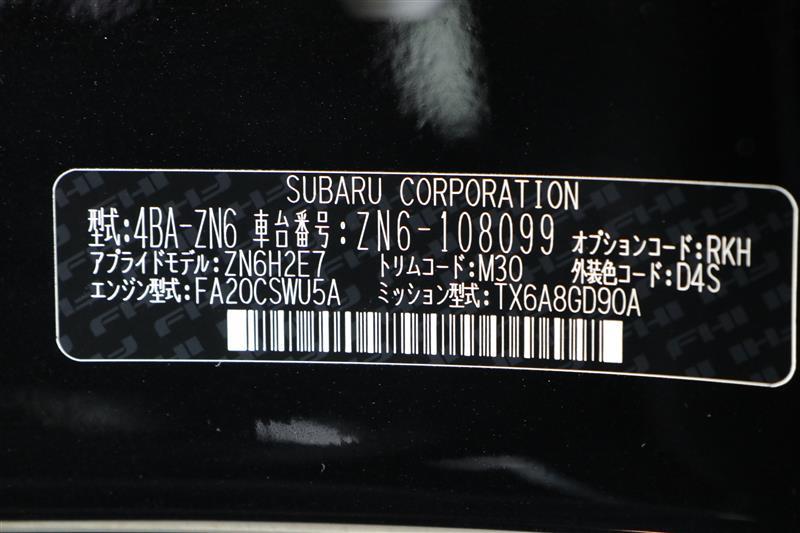 SUBARU CORPORATION
型式:4BA-ZN6 車台番号:ZN6-108099 オプションコード:RKH
アプライドモデル:ZN6H2E7 トリムコード:M30 外装色コード:D4S
エンジン型式:FA20CSWU5A ミッション型式:TX6A8GD90A